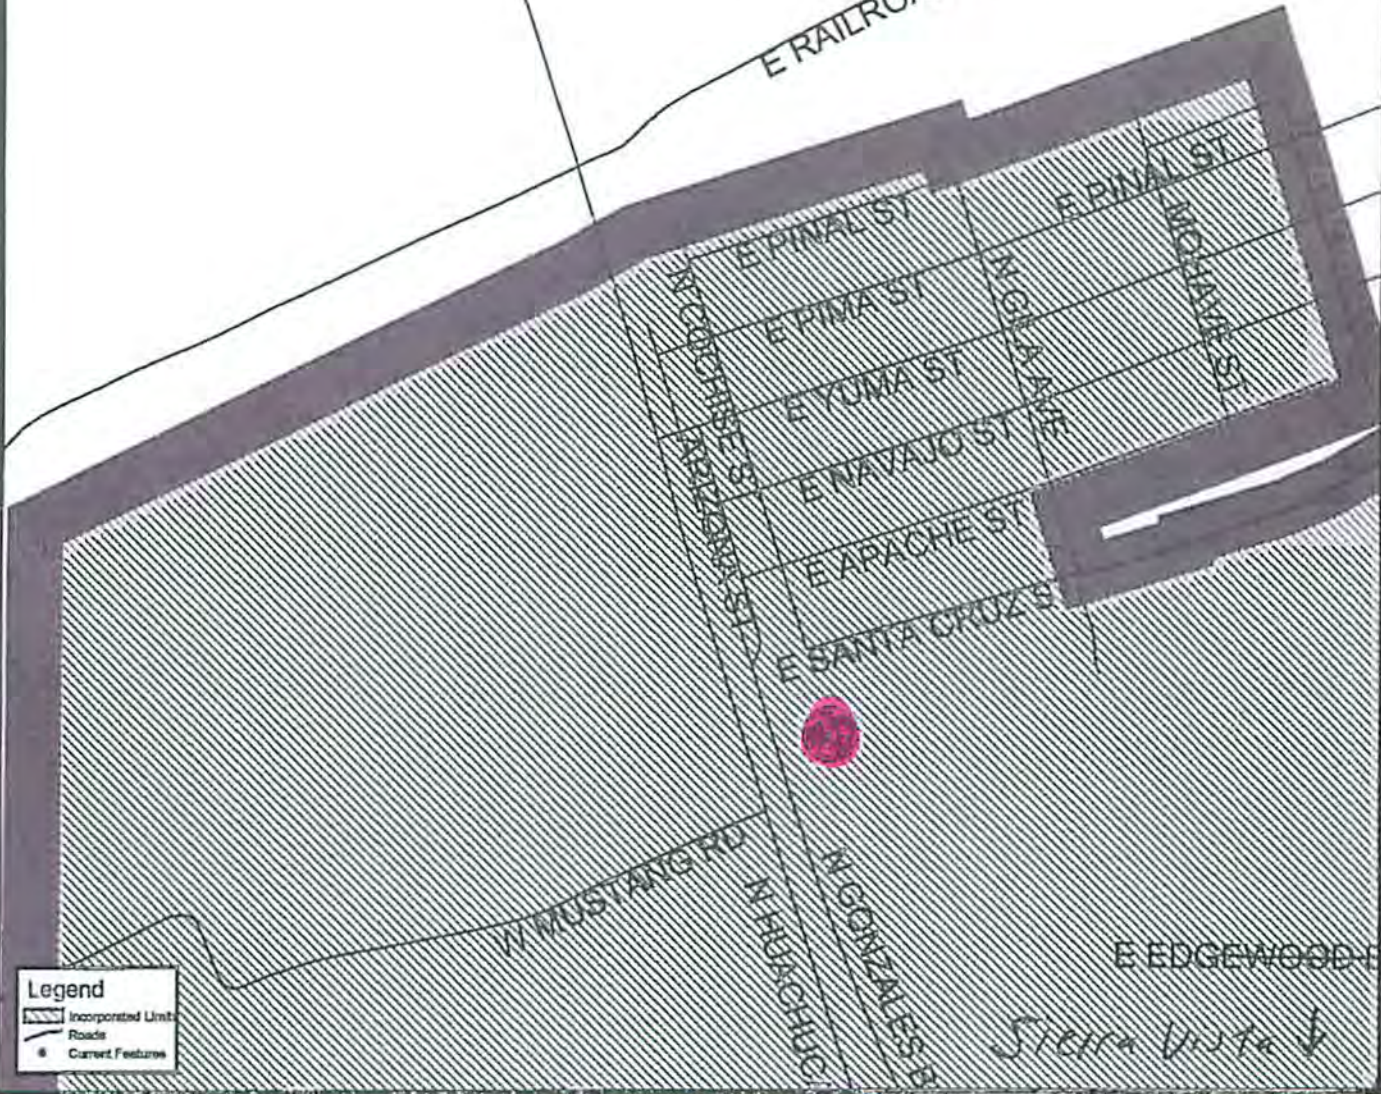 E RAILRO
E PINAL ST
E PINAL ST
N COCHISE S
E PIMA ST
N GILA AVE
MOHAVE ST
E YUMA ST
ARIZONA ST
E NAVAJO ST
E APACHE ST
E SANTA CRUZ S
W MUSTANG RD
N HUACHUC
N GONZALES B
E EDGEWOOD
Sierra Vista
Legend
Incorporated Limit
Roads
Current Features